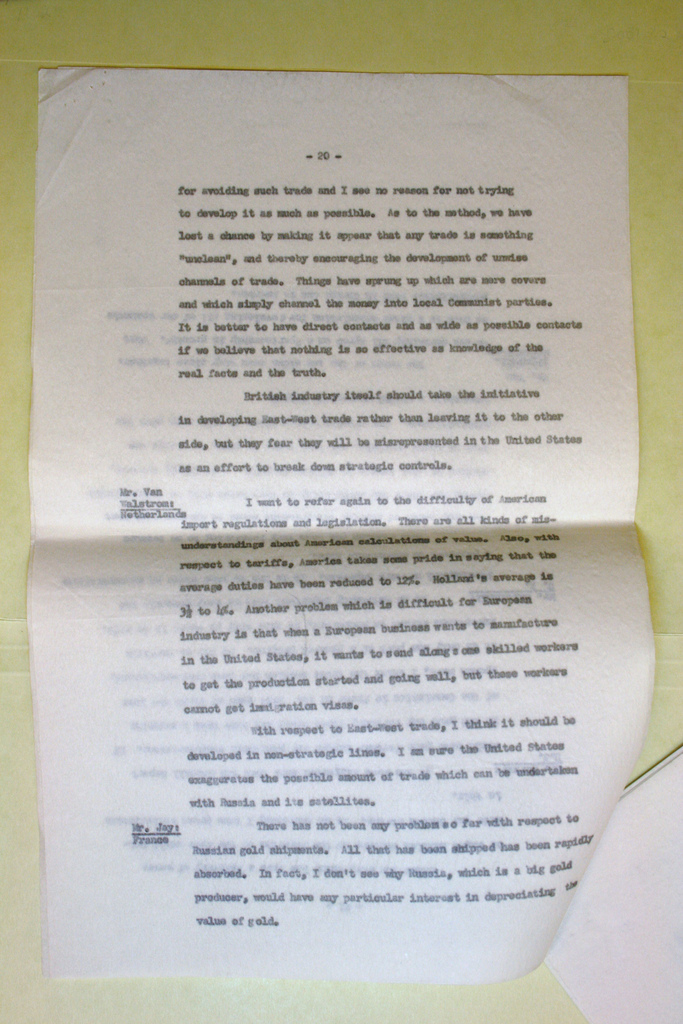 - 20 -
for avoiding such trade and I see no reason for not trying
to develop it as much as possible. As to the method, we have
lost a chance by making it appear that any trade is something
"unclean", and thereby encouraging the development of unwise
channels of trade. Things have sprung up which are mere covers
and which simply channel the money into local Communist parties.
It is better to have direct contacts and as wide as possible contacts
if we believe that nothing is so effective as knowledge of the
real facts and the truth.
British industry itself should take the initiative
in developing East-West trade rather than leaving it to the other
side, but they fear they will be misrepresented in the United States
as an effort to break down strategic controls.
Mr. Van
Walstrom:
Netherlands
I want to refer again to the difficulty of American
import regulations and legislation. There are all kinds of mis-
understandings about American calculations of value. Also, with
respect to tariffs, America takes some pride in saying that the
average duties have been reduced to 12%. Holland's average is
3½ to 4%. Another problem which is difficult for European
industry is that when a European business wants to manufacture
in the United States, it wants to send along some skilled workers
to get the production started and going well, but these workers
cannot get immigration visas.
With respect to East-West trade, I think it should be
developed in non-strategic lines. I am sure the United States
exaggerates the possible amount of trade which can be undertaken
with Russia and its satellites.
Mr. Joy:
France
There has not been any problem so far with respect to
Russian gold shipments. All that has been shipped has been rapidly
absorbed. In fact, I don't see why Russia, which is a big gold
producer, would have any particular interest in depreciating the
value of gold.